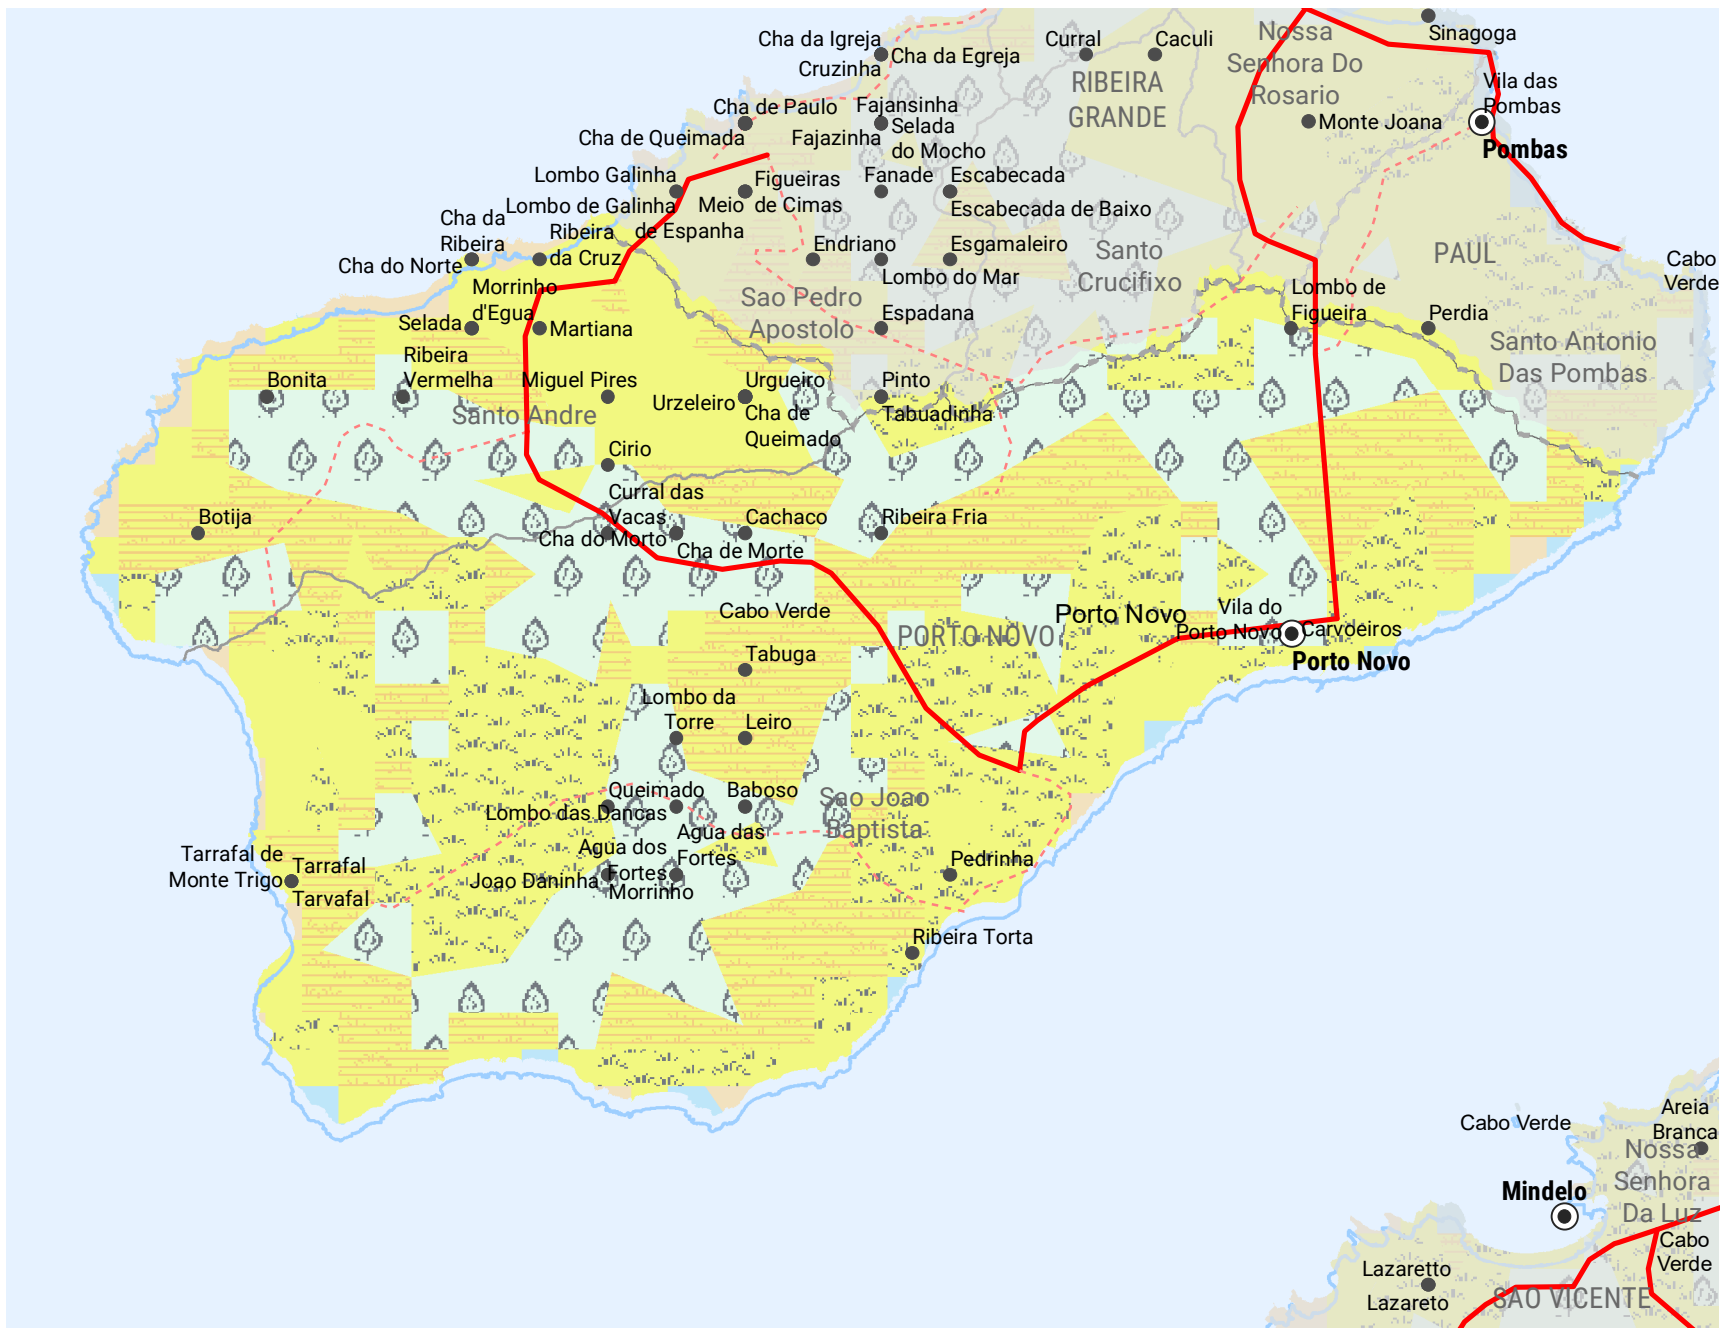 Cha da Igreja
Cruzinha
Cha da Egreja
Curral
Caculi
Nossa
Senhora Do
Rosario
Sinagoga
RIBEIRA
GRANDE
Vila das
Pombas
Pombas
Cha de Paulo
Cha de Queimada
Fajansinha
Fajazinha
Selada
do Mocho
Monte Joana
Lombo Galinha
Lombo de Galinha
Figueiras
de Cimas
Meio
de Espanha
Fanade
Escabecada
Escabecada de Baixo
Cha da
Ribeira
Cha do Norte
Ribeira
da Cruz
Endriano
Lombo do Mar
Esgamaleiro
Santo
Crucifixo
PAUL
Cabo
Verde
Morrinho
d'Egua
Selada
Martiana
Sao Pedro
Apostolo
Espadana
Lombo de
Figueira
Perdia
Santo Antonio
Das Pombas
Bonita
Ribeira
Vermelha
Santo Andre
Miguel Pires
Urgueiro
Urzeleiro
Cha de
Queimado
Pinto
Tabuadinha
Cirio
Botija
Curral das
Vacas
Cha do Morto
Cha de Morte
Cachaco
Ribeira Fria
Cabo Verde
PORTO NOVO
Porto Novo
Vila do
Porto Novo
Carvoeiros
Porto Novo
Tabuga
Lombo da
Torre
Leiro
Queimado
Lombo das Dancas
Baboso
Sao Joao
Baptista
Agua das
Fortes
Agua dos
Fortes
Joao Daninha
Morrinho
Pedrinha
Tarrafal de
Monte Trigo
Tarrafal
Tarvafal
Ribeira Torta
Cabo Verde
Areia
Branca
Nossa
Senhora
Da Luz
Mindelo
Cabo
Verde
Lazaretto
Lazareto
SAO VICENTE